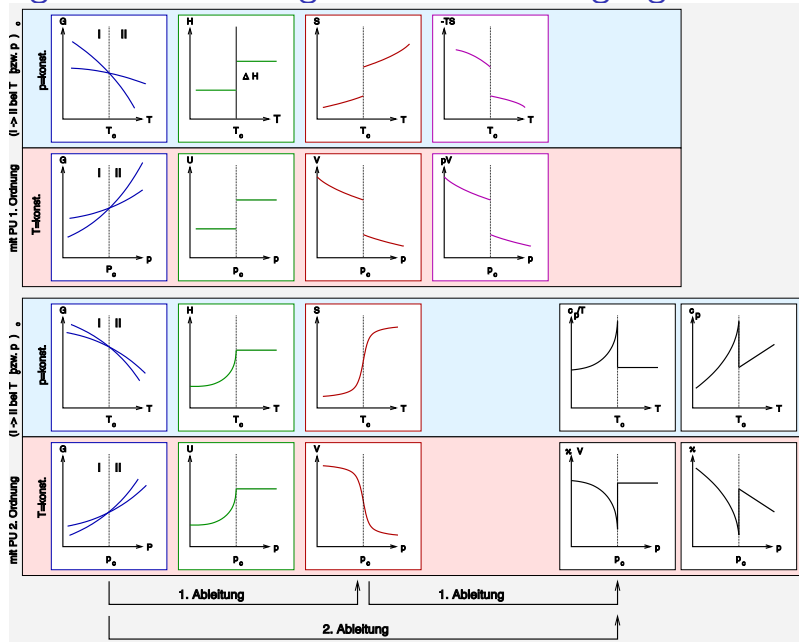 G I II T T c
H Δ H T T c
S T T c
-TS T T c
(I -> II bei T c bzw. p )
p=konst.
G I II p P c
U p p c
V p p c
pV p p c
mit PU 1. Ordnung
T=konst.
G I II T T c
H T T c
S T T c
c p/T T T c
c p T T c
(I -> II bei T c bzw. p )
p=konst.
G I II P p c
U p p c
V p p c
ϰ V p p c
ϰ p p c
mit PU 2. Ordnung
T=konst.
1. Ableitung
1. Ableitung
2. Ableitung